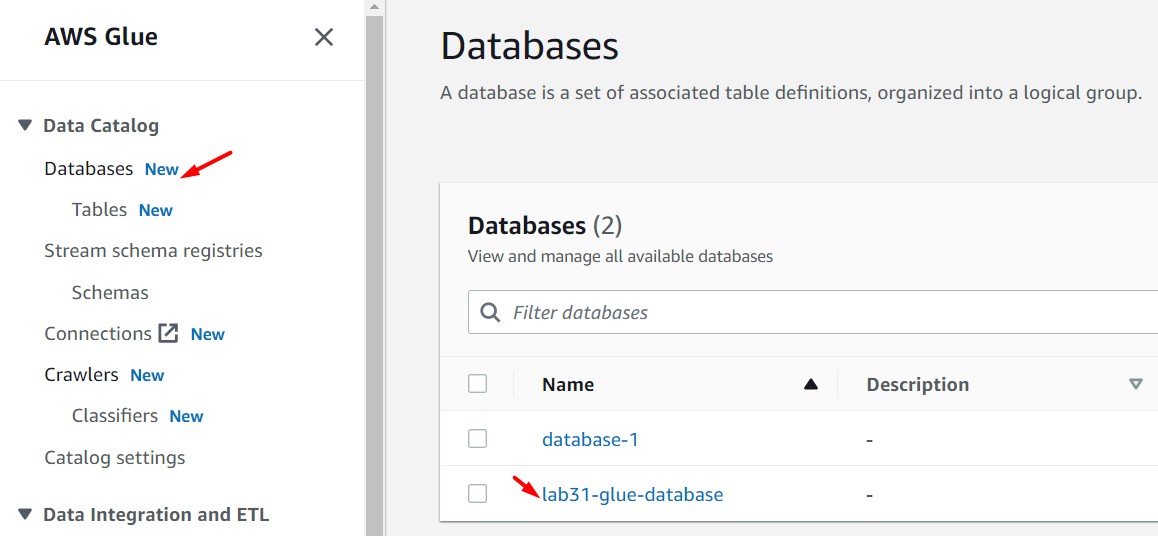 AWS Glue
Data Catalog
Databases New
Tables New
Stream schema registries
Schemas
Connections New
Crawlers New
Classifiers New
Catalog settings
Data Integration and ETL
Databases
A database is a set of associated table definitions, organized into a logical group.
Databases (2)
View and manage all available databases
Filter databases
Name Description
database-1 -
lab31-glue-database -